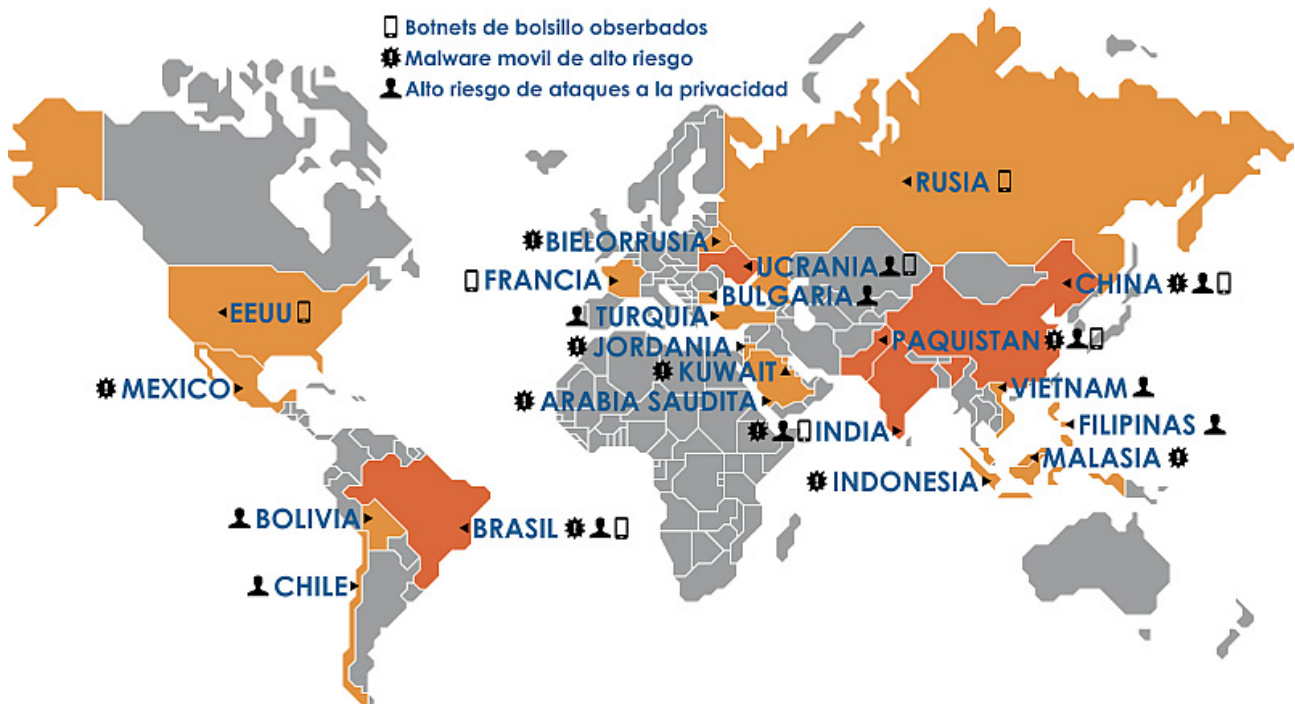 Botnets de bolsillo obserbados
Malware movil de alto riesgo
Alto riesgo de ataques a la privacidad
RUSIA
BIELORRUSIA
UCRANIA
FRANCIA
CHINA
BULGARIA
EEUU
TURQUIA
PAQUISTAN
JORDANIA
KUWAIT
MEXICO
VIETNAM
ARABIA SAUDITA
FILIPINAS
INDIA
MALASIA
INDONESIA
BOLIVIA
BRASIL
CHILE